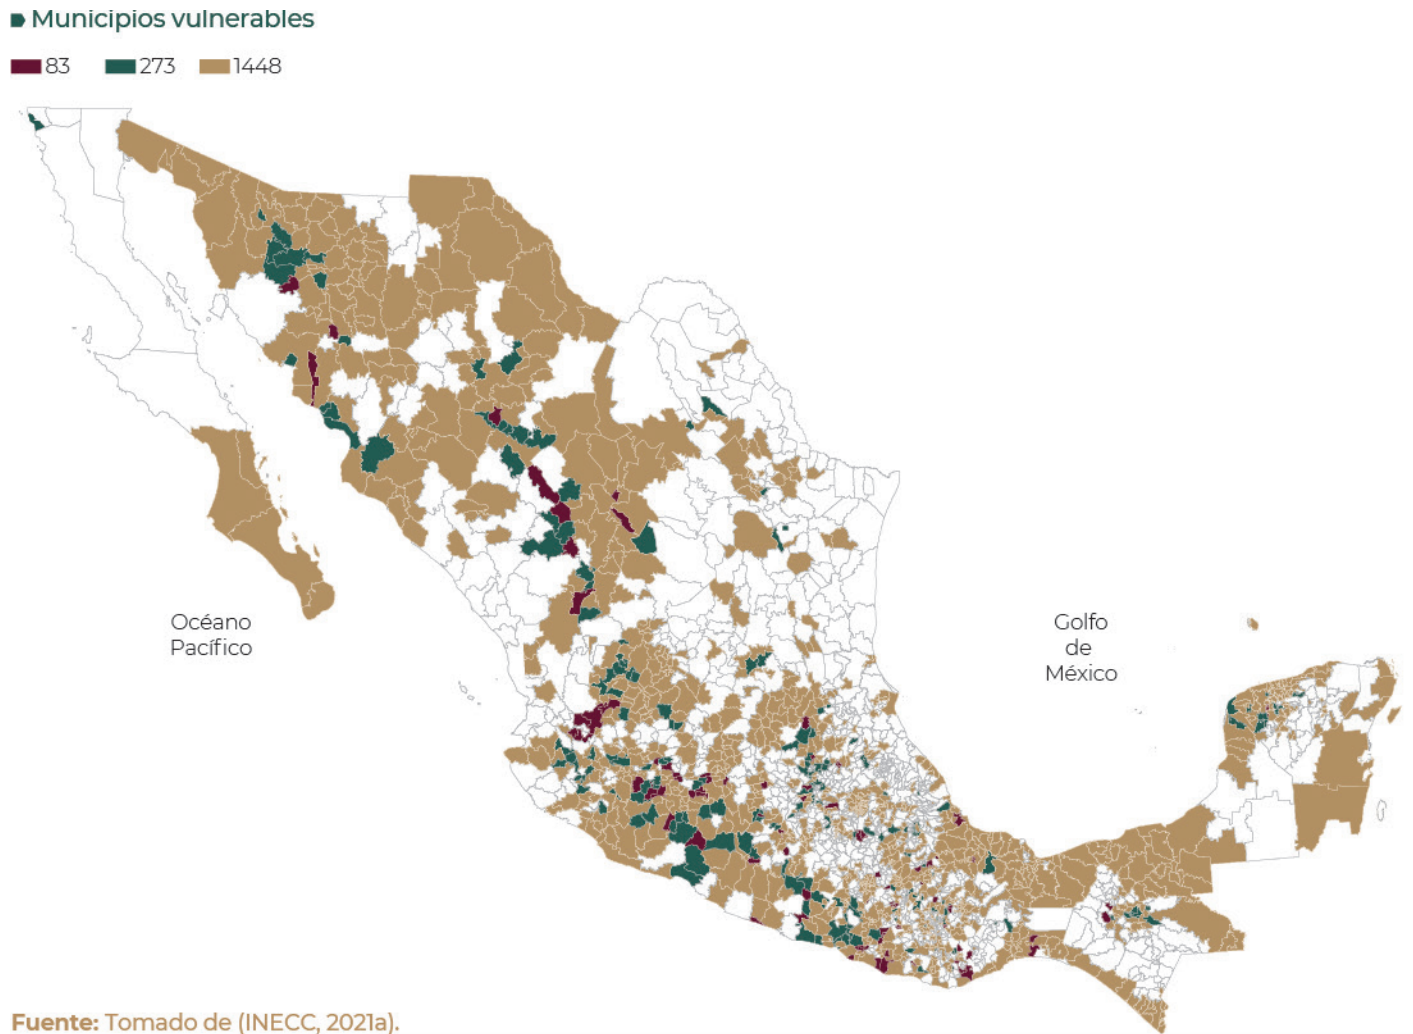 Municipios vulnerables
83 273 1448
Océano
Pacífico
Golfo
de
México
Fuente: Tomado de (INECC, 2021a).